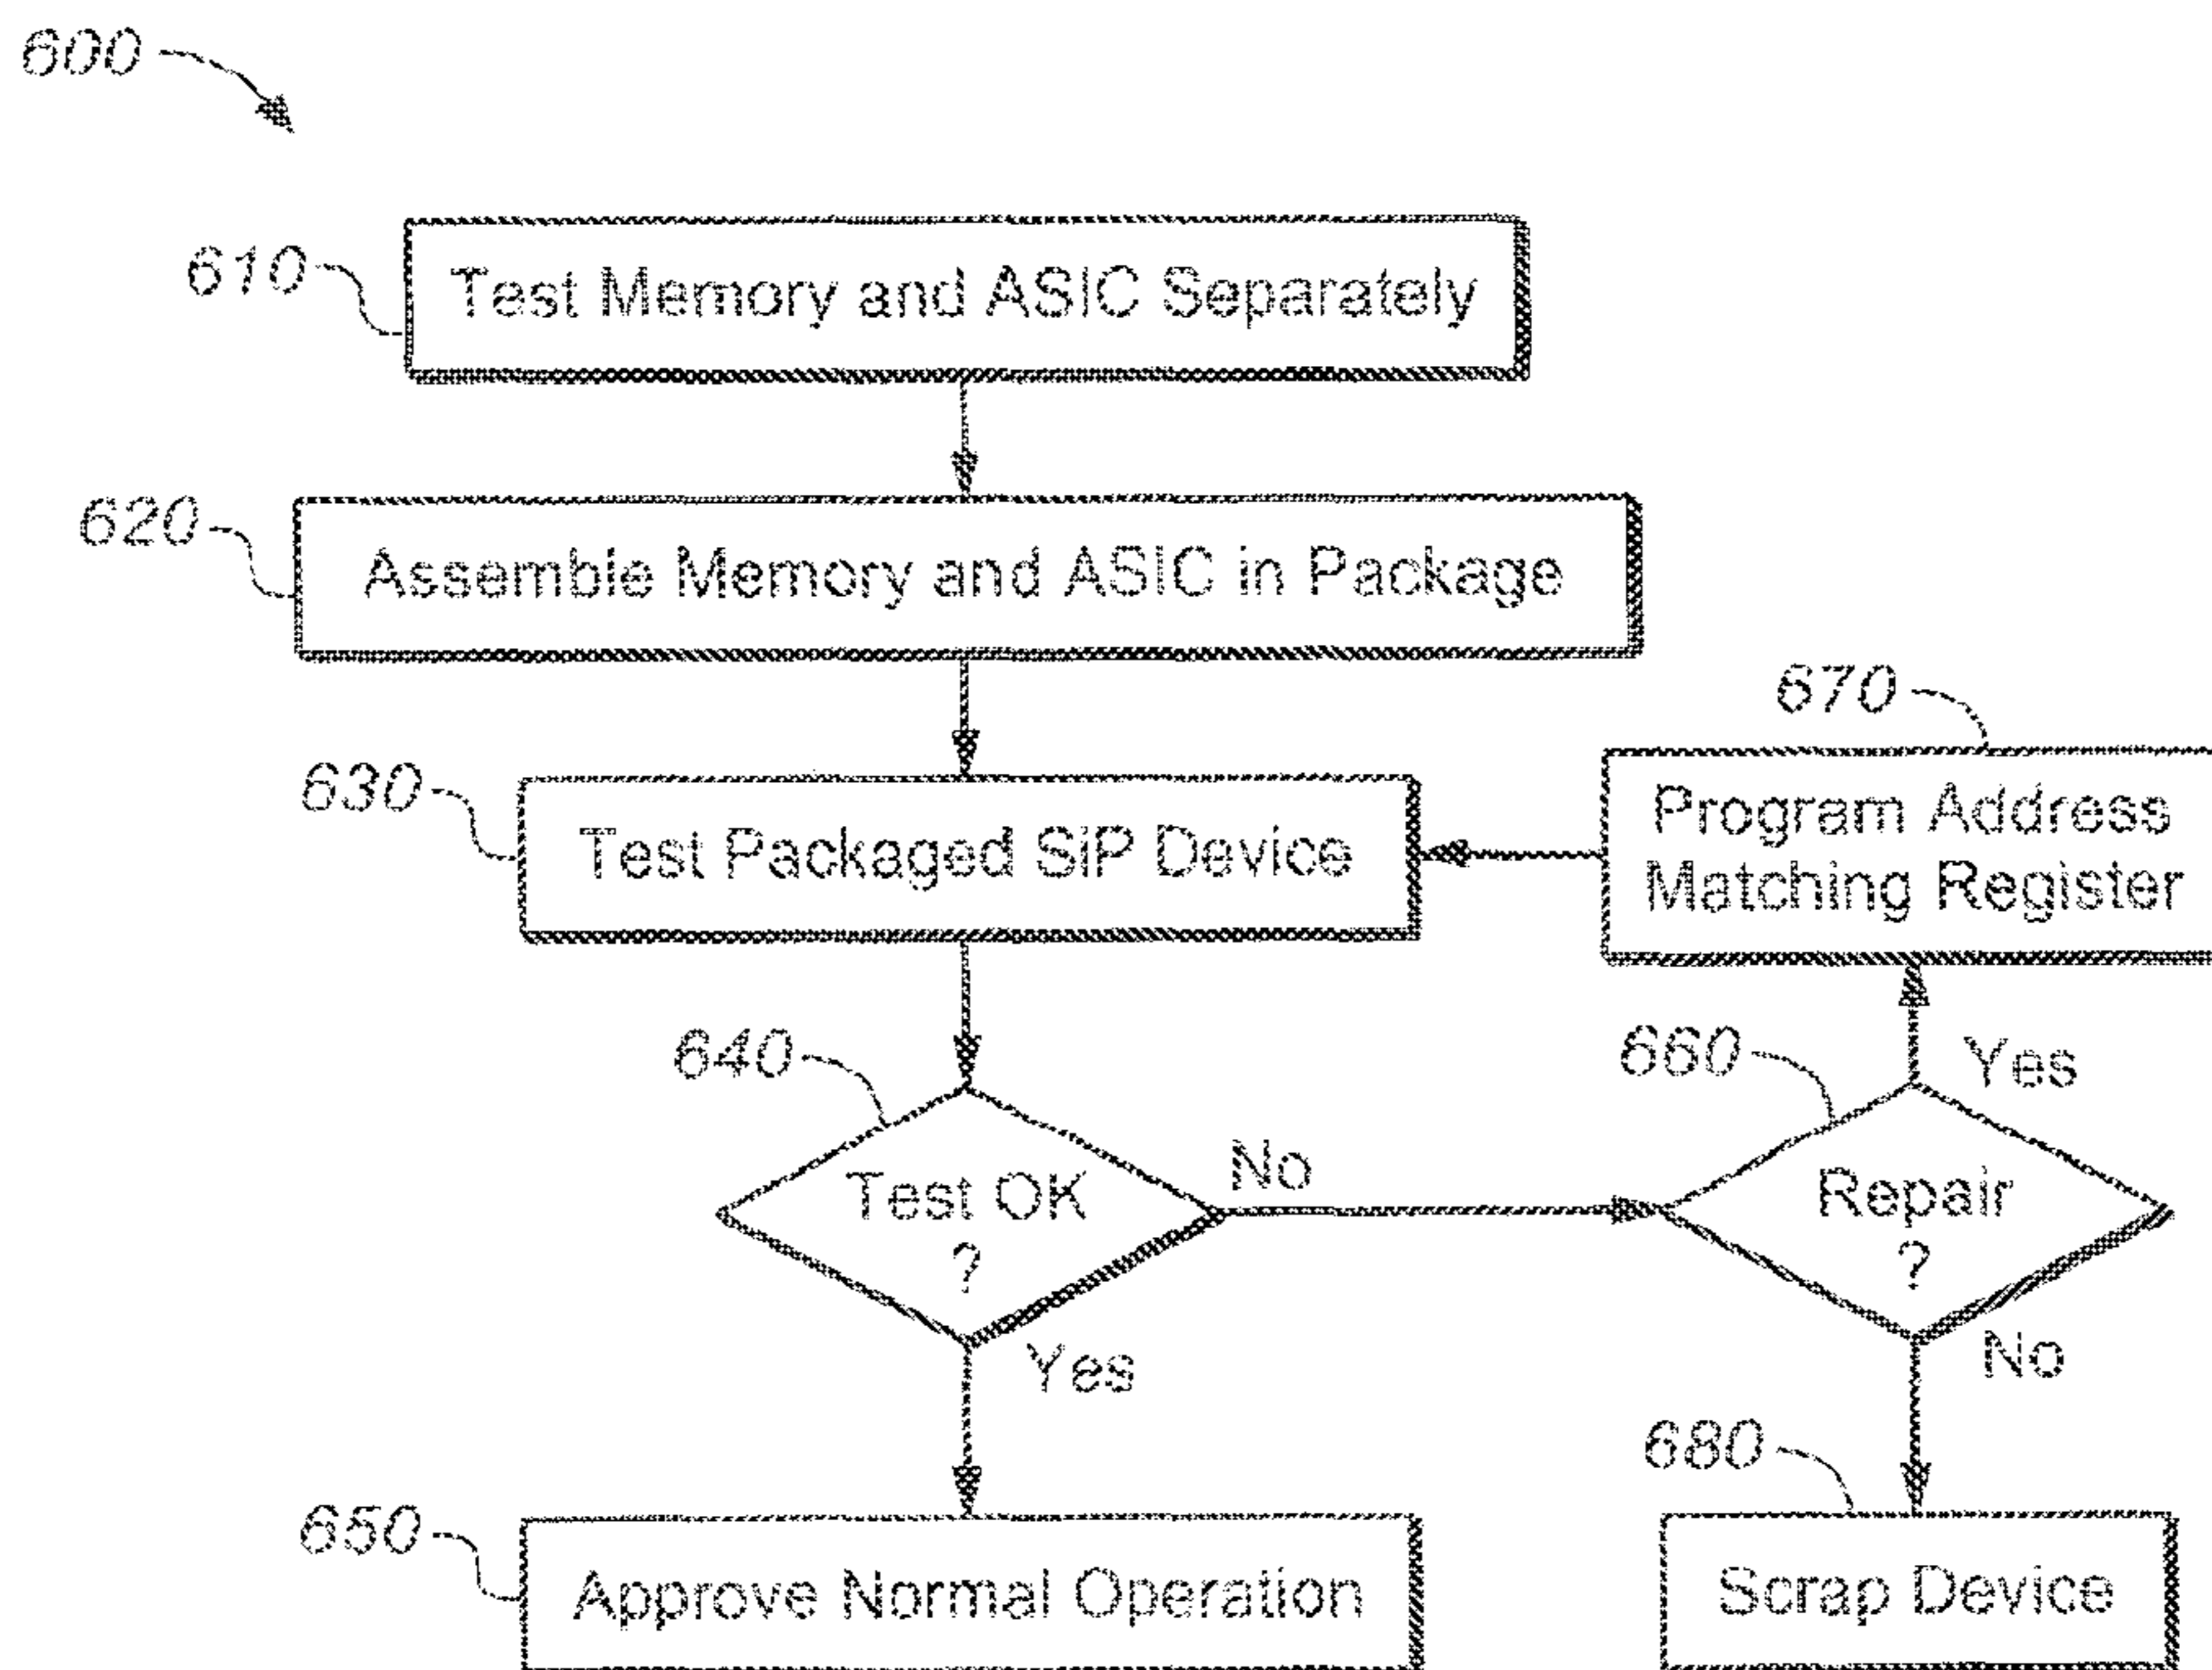 600
610
Test Memory and ASIC Separately
620
Assemble Memory and ASIC in Package
630
Test Packaged SiP Device
670
Program Address
Matching Register
640
Test OK
?
No
Yes
660
Repair
?
Yes
No
650
Approve Normal Operation
680
Scrap Device